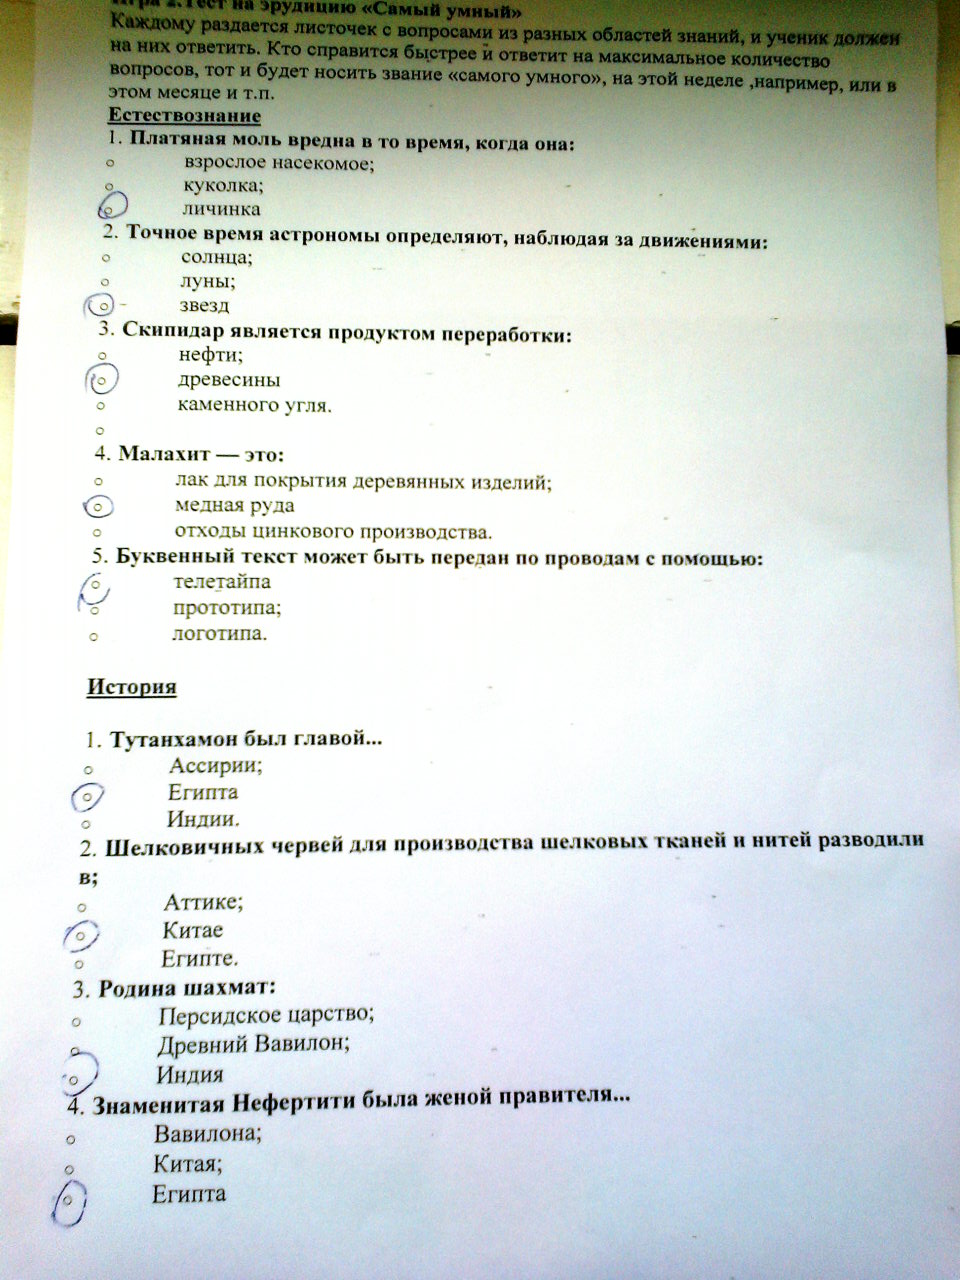 Игра 2.Тест на эрудицию «Самый умный»
Каждому раздается листочек с вопросами из разных областей знаний, и ученик должен
на них ответить. Кто справится быстрее и ответит на максимальное количество
вопросов, тот и будет носить звание «самого умного», на этой неделе ,например, или в
этом месяце и т.п.
Естествознание
1. Платяная моль вредна в то время, когда она:
взрослое насекомое;
куколка;
личинка
2. Точное время астрономы определяют, наблюдая за движениями:
солнца;
луны;
звезд
3. Скипидар является продуктом переработки:
нефти;
древесины
каменного угля.
4. Малахит — это:
лак для покрытия деревянных изделий;
медная руда
отходы цинкового производства.
5. Буквенный текст может быть передан по проводам с помощью:
телетайпа
прототипа;
логотипа.
История
1. Тутанхамон был главой...
Ассирии;
Египта
Индии.
2. Шелковичных червей для производства шелковых тканей и нитей разводили
в;
Аттике;
Китае
Египте.
3. Родина шахмат:
Персидское царство;
Древний Вавилон;
Индия
4. Знаменитая Нефертити была женой правителя...
Вавилона;
Китая;
Египта